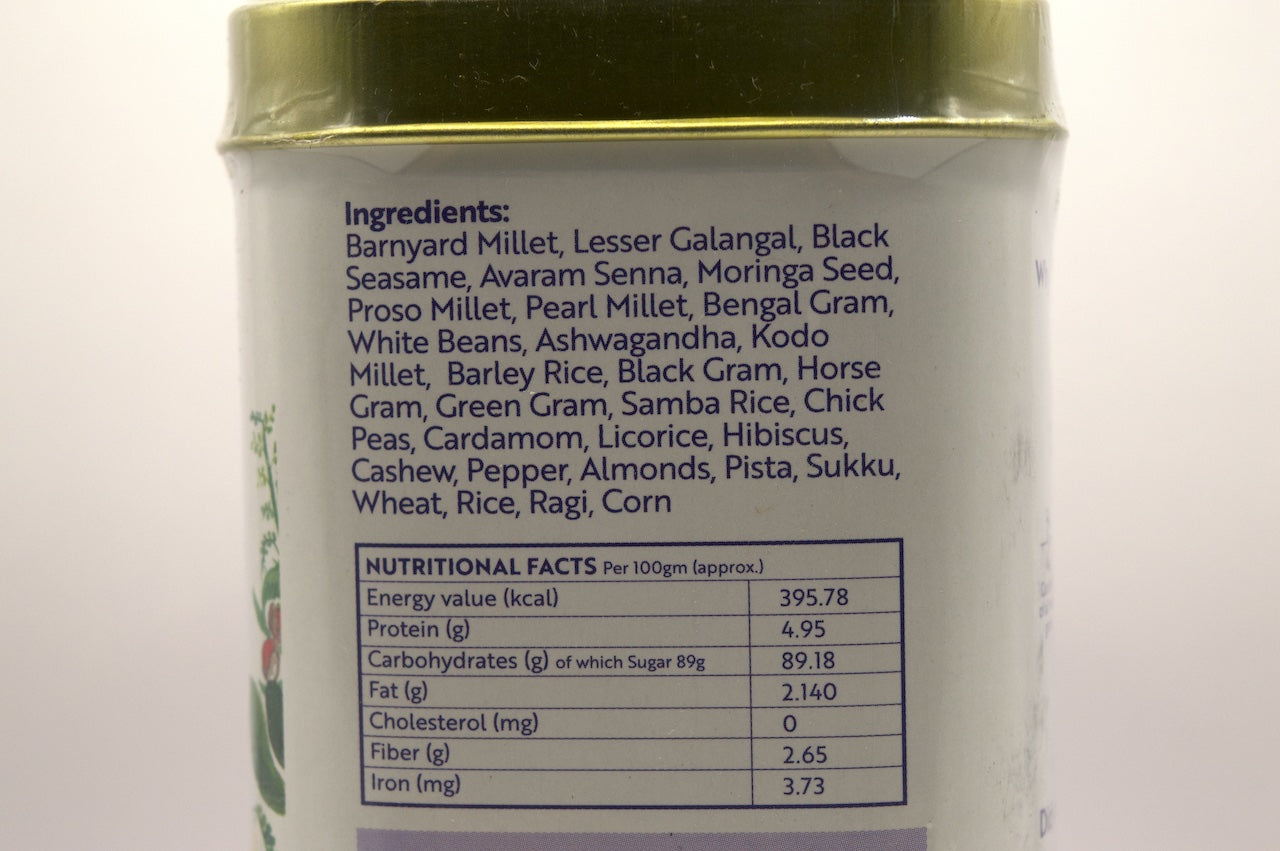 Ingredients:
Barnyard Millet, Lesser Galangal, Black
Seasame, Avaram Senna, Moringa Seed,
Proso Millet, Pearl Millet, Bengal Gram,
White Beans, Ashwagandha, Kodo
Millet, Barley Rice, Black Gram, Horse
Gram, Green Gram, Samba Rice, Chick
Peas, Cardamom, Licorice, Hibiscus,
Cashew, Pepper, Almonds, Pista, Sukku,
Wheat, Rice, Ragi, Corn
NUTRITIONAL FACTS Per 100gm (approx.)
Energy value (kcal) 395.78
Protein (g) 4.95
Carbohydrates (g) of which Sugar 89g 89.18
Fat (g) 2.140
Cholesterol (mg) 0
Fiber (g) 2.65
Iron (mg) 3.73